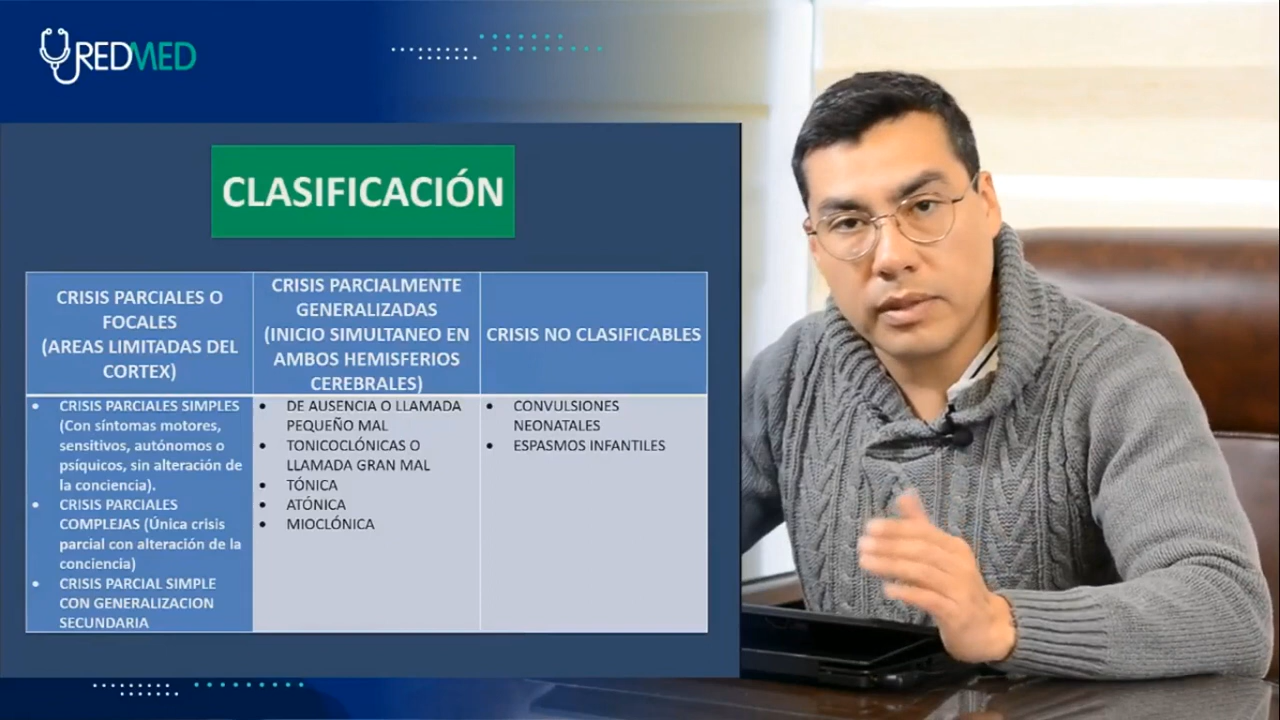 REDMED
CLASIFICACIÓN
CRISIS PARCIALES O
FOCALES
(AREAS LIMITADAS DEL
CORTEX)
CRISIS PARCIALMENTE
GENERALIZADAS
(INICIO SIMULTANEO EN
AMBOS HEMISFERIOS
CEREBRALES)
CRISIS NO CLASIFICABLES
• CRISIS PARCIALES SIMPLES
(Con síntomas motores,
sensitivos, autónomos o
psíquicos, sin alteración de
la conciencia).
• CRISIS PARCIALES
COMPLEJAS (Única crisis
parcial con alteración de la
conciencia)
• CRISIS PARCIAL SIMPLE
CON GENERALIZACION
SECUNDARIA
• DE AUSENCIA O LLAMADA
PEQUEÑO MAL
• TONICOCLÓNICAS O
LLAMADA GRAN MAL
• TÓNICA
• ATÓNICA
• MIOCLÓNICA
• CONVULSIONES
NEONATALES
• ESPASMOS INFANTILES